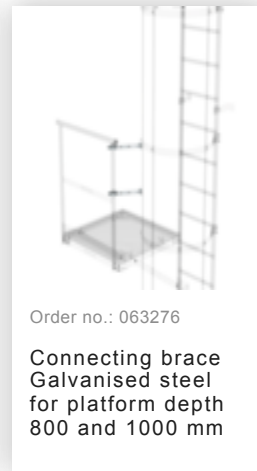 Order no.: 063276
Connecting brace
Galvanised steel
for platform depth
800 and 1000 mm